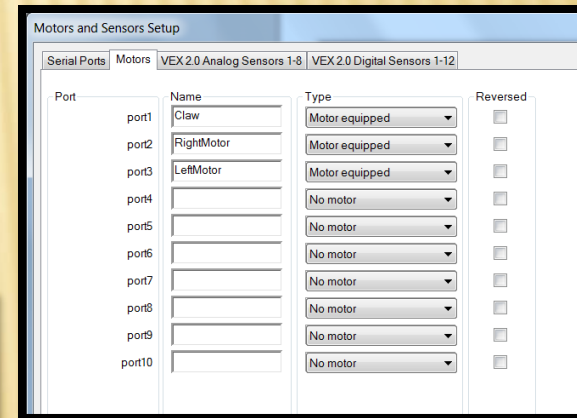 Motors and Sensors Setup
Serial Ports Motors VEX 2.0 Analog Sensors 1-8 VEX 2.0 Digital Sensors 1-12
Port Name Type Reversed
port1 Claw Motor equipped
port2 RightMotor Motor equipped
port3 LeftMotor Motor equipped
port4 No motor
port5 No motor
port6 No motor
port7 No motor
port8 No motor
port9 No motor
port10 No motor